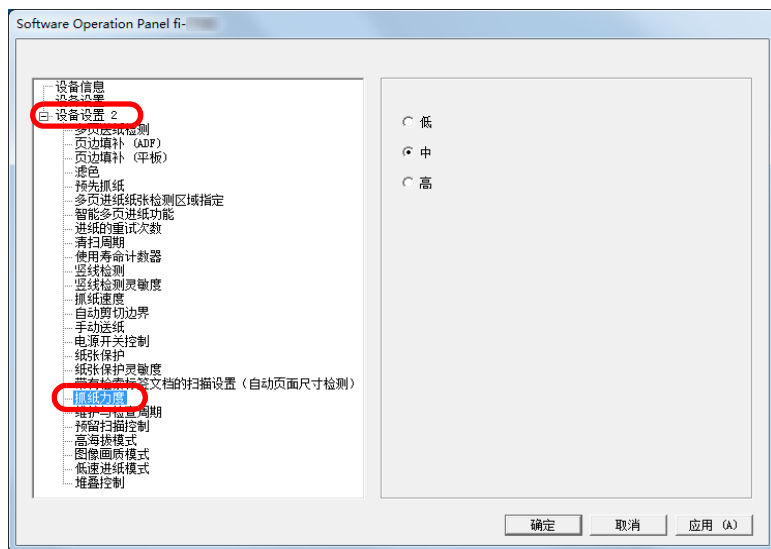 Software Operation Panel fi-
设备信息
设备设置
设备设置 2
多页送纸检测
页边填补 (ADF)
页边填补 (平板)
滤色
预先抓纸
多页进纸纸张检测区域指定
智能多页进纸功能
进纸的重试次数
清扫周期
使用寿命计数器
竖线检测
竖线检测灵敏度
抓纸速度
自动剪切边界
手动送纸
电源开关控制
纸张保护
纸张保护灵敏度
带有检索标签文档的扫描设置(自动页面尺寸检测)
抓纸力度
维护与检查周期
预留扫描控制
高海拔模式
图像画质模式
低速进纸模式
堆叠控制
低
中
高
确定
取消
应用 (A)